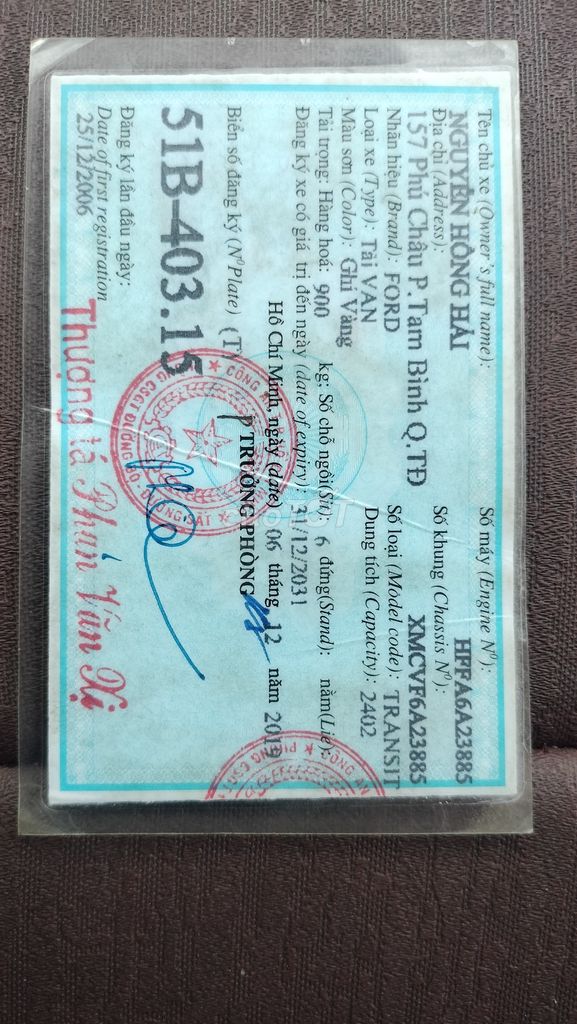 Tên chủ xe (Owner's full name):
NGUYỄN HỒNG HẢI
Địa chỉ (Address):
157 Phú Châu P.Tam Bình Q.TĐ
Số máy (Engine Nº):
HFFA6A23885
Số khung (Chassis Nº):
XMCVF6A23885
Nhãn hiệu (Brand): FORD
Số loại (Model code): TRANSIT
Loại xe (Type): Tải VAN
Dung tích (Capacity): 2402
Màu sơn (Color): Ghi Vàng
Tải trọng: Hàng hoá: 900 kg; Số chỗ ngồi(Sit): 6 đứng(Stand): nằm(Lie):
Đăng ký xe có giá trị đến ngày (date of expiry): 31/12/2031
Hồ Chí Minh, ngày (date) 06 tháng 12 năm 2019
Biển số đăng ký (NºPlate) (T)
P TRƯỞNG PHÒNG
51B-403.15
Đăng ký lần đầu ngày:
Date of first registration
25/12/2006
Thượng tá Phan Văn Xị